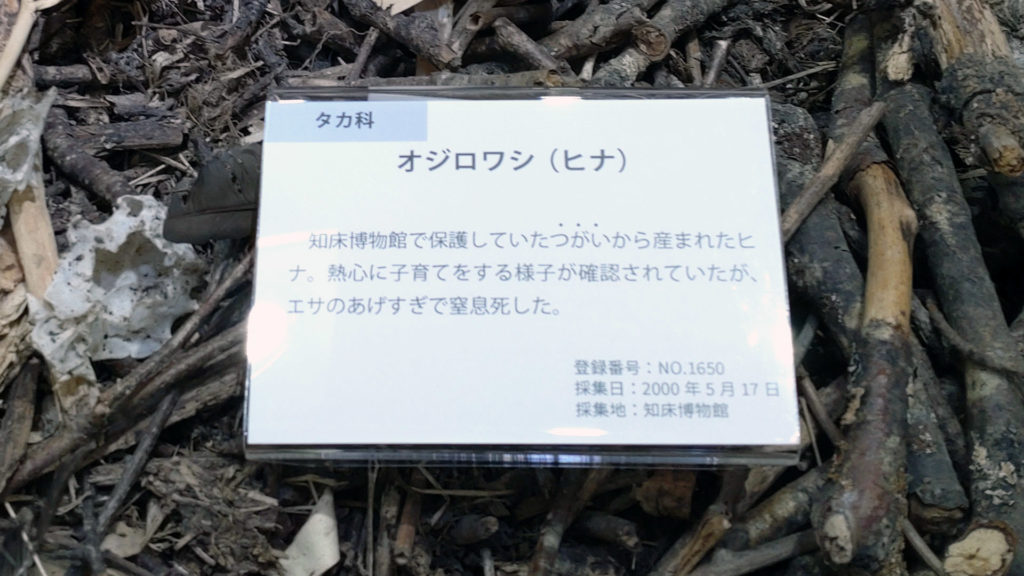 タカ科
オジロワシ（ヒナ）
知床博物館で保護していたつがいから産まれたヒ
ナ。熱心に子育てをする様子が確認されていたが、
エサのあげすぎで窒息死した。
登録番号：NO.1650
採集日：2000 年 5 月 17 日
採集地：知床博物館